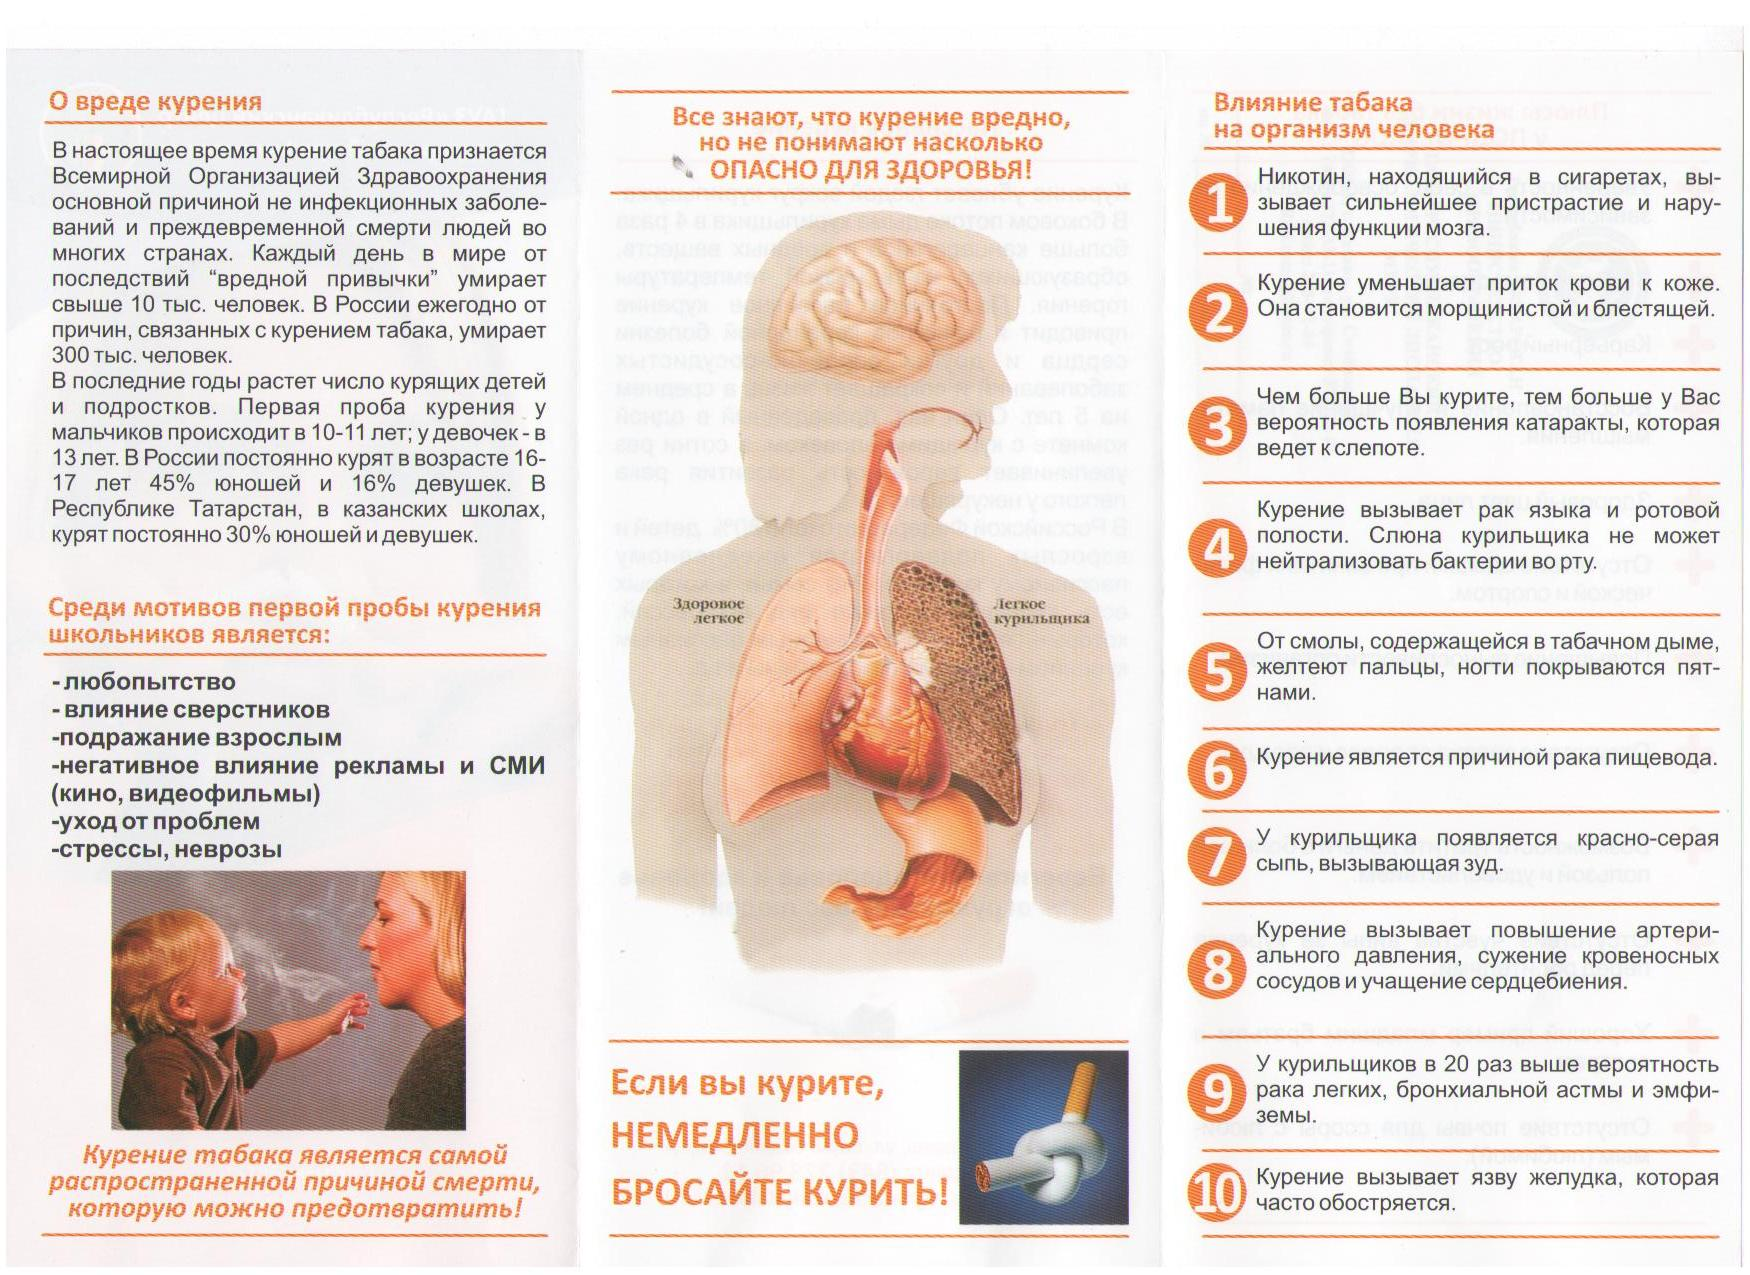 О вреде курения
В настоящее время курение табака признается
Всемирной Организацией Здравоохранения
основной причиной не инфекционных заболе-
ваний и преждевременной смерти людей во
многих странах. Каждый день в мире от
последствий “вредной привычки” умирает
свыше 10 тыс. человек. В России ежегодно от
причин, связанных с курением табака, умирает
300 тыс. человек.
В последние годы растет число курящих детей
и подростков. Первая проба курения у
мальчиков происходит в 10-11 лет; у девочек - в
13 лет. В России постоянно курят в возрасте 16-
17 лет 45% юношей и 16% девушек. В
Республике Татарстан, в казанских школах,
курят постоянно 30% юношей и девушек.
Среди мотивов первой пробы курения
школьников является:
- любопытство
- влияние сверстников
-подражание взрослым
-негативное влияние рекламы и СМИ
(кино, видеофильмы)
-уход от проблем
-стрессы, неврозы
Курение табака является самой
распространенной причиной смерти,
которую можно предотвратить!
Все знают, что курение вредно,
но не понимают насколько
ОПАСНО ДЛЯ ЗДОРОВЬЯ!
Здоровое
легкое
Легкое
курильщика
Если вы курите,
НЕМЕДЛЕННО
БРОСАЙТЕ КУРИТЬ!
Влияние табака
на организм человека
1
Никотин, находящийся в сигаретах, вы-
зывает сильнейшее пристрастие и нару-
шения функции мозга.
2
Курение уменьшает приток крови к коже.
Она становится морщинистой и блестящей.
3
Чем больше Вы курите, тем больше у Вас
вероятность появления катаракты, которая
ведет к слепоте.
4
Курение вызывает рак языка и ротовой
полости. Слюна курильщика не может
нейтрализовать бактерии во рту.
5
От смолы, содержащейся в табачном дыме,
желтеют пальцы, ногти покрываются пят-
нами.
6
Курение является причиной рака пищевода.
7
У курильщика появляется красно-серая
сыпь, вызывающая зуд.
8
Курение вызывает повышение артери-
ального давления, сужение кровеносных
сосудов и учащение сердцебиения.
9
У курильщиков в 20 раз выше вероятность
рака легких, бронхиальной астмы и эмфи-
земы.
10
Курение вызывает язву желудка, которая
часто обостряется.